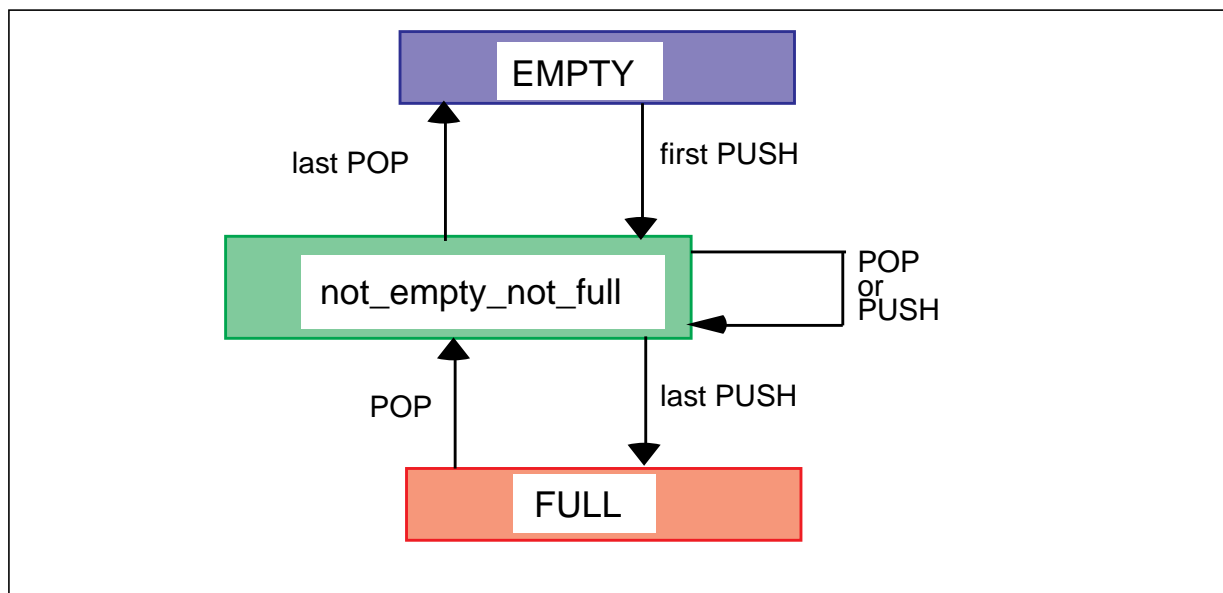 EMPTY
last POP
first PUSH
not_empty_not_full
POP
or
PUSH
POP
last PUSH
FULL